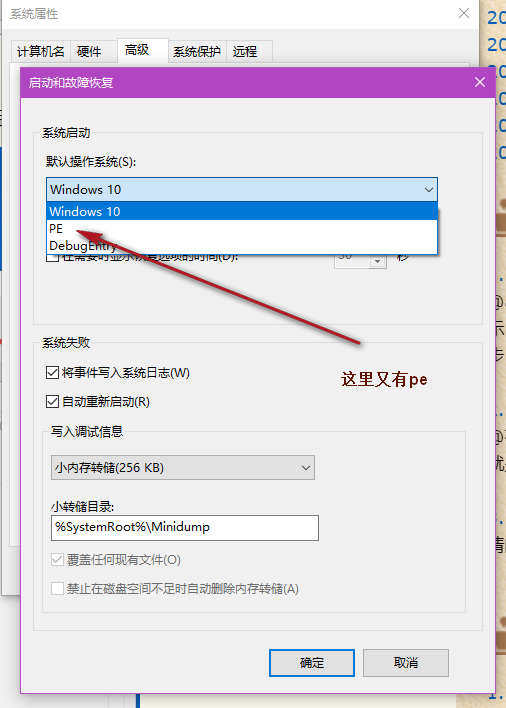 系统属性
计算机名
硬件
高级
系统保护
远程
启动和故障恢复
系统启动
默认操作系统(S):
Windows 10
Windows 10
PE
DebugEntry
在需要时显示恢复选项的时间(D):
30
秒
这里又有pe
系统失败
将事件写入系统日志(W)
自动重新启动(R)
写入调试信息
小内存转储(256 KB)
小转储目录:
%SystemRoot%\Minidump
覆盖任何现有文件(O)
禁止在磁盘空间不足时自动删除内存转储(A)
确定
取消